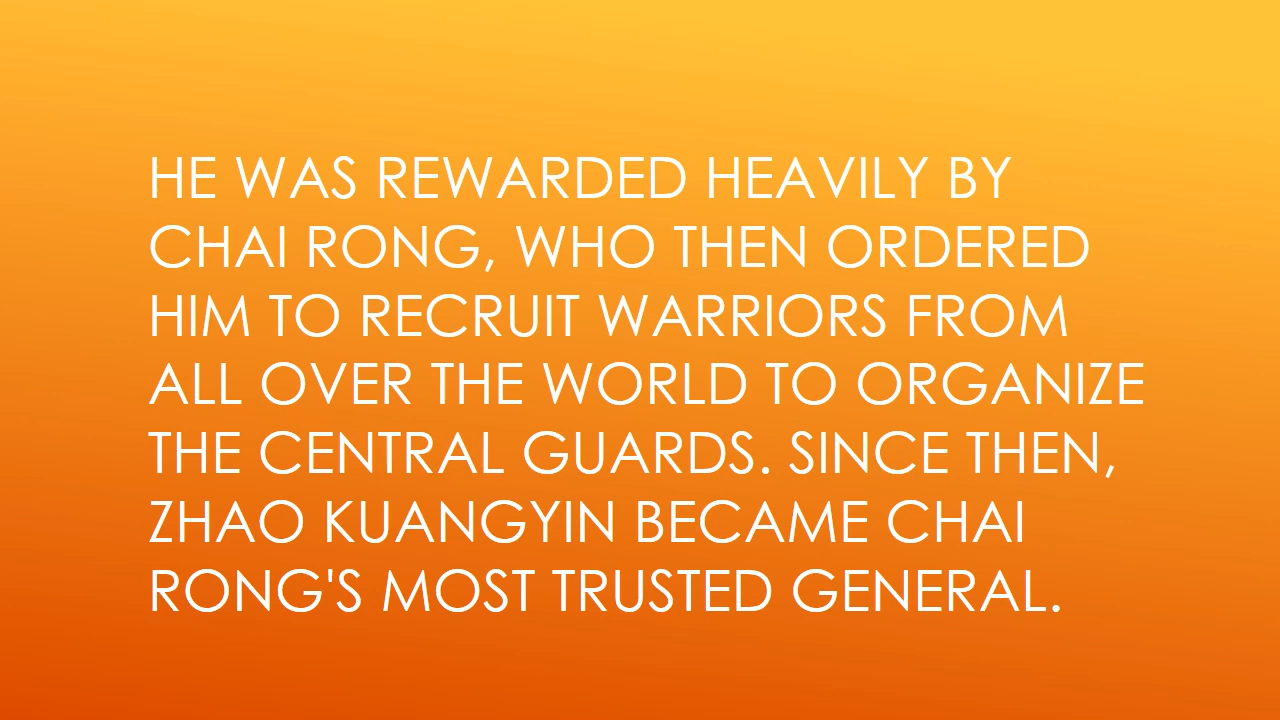 HE WAS REWARDED HEAVILY BY
CHAI RONG, WHO THEN ORDERED
HIM TO RECRUIT WARRIORS FROM
ALL OVER THE WORLD TO ORGANIZE
THE CENTRAL GUARDS. SINCE THEN,
ZHAO KUANGYIN BECAME CHAI
RONG'S MOST TRUSTED GENERAL.